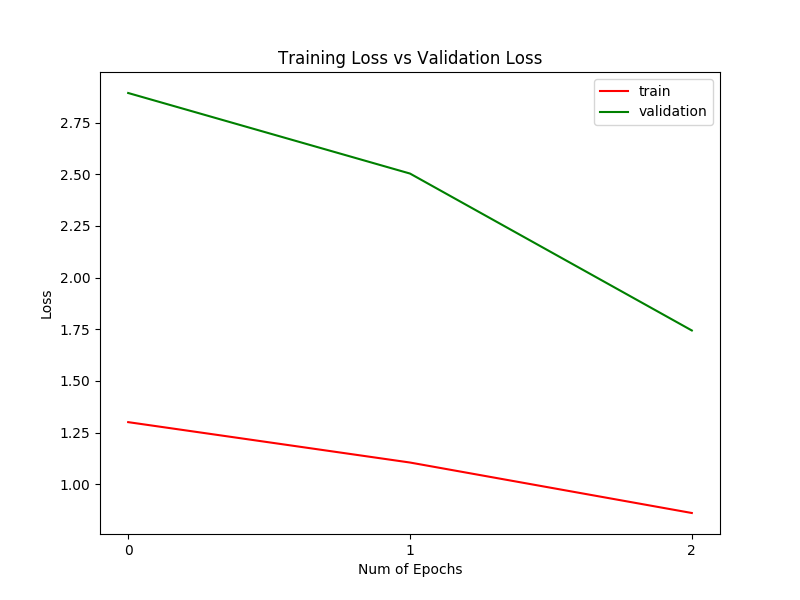 Training Loss vs Validation Loss
train
validation
2.75
2.50
2.25
2.00
1.75
1.50
1.25
1.00
Loss
0 1 2
Num of Epochs